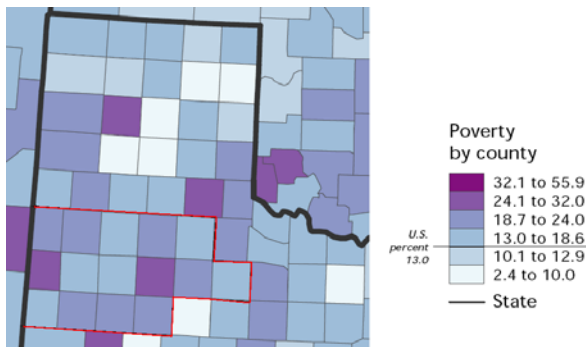 Poverty
by county
32.1 to 55.9
24.1 to 32.0
18.7 to 24.0
13.0 to 18.6
10.1 to 12.9
2.4 to 10.0
U.S.
percent
13.0
State